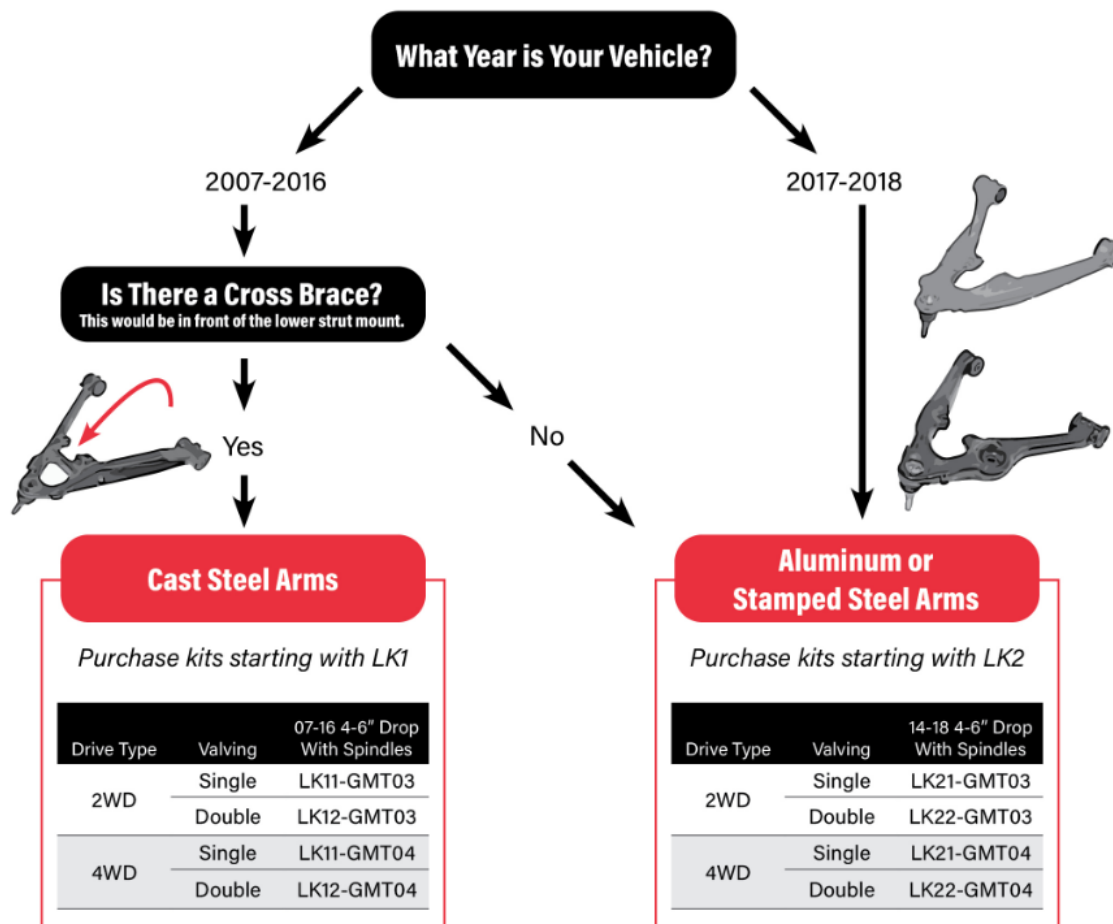 What Year is Your Vehicle?
2007-2016
2017-2018
Is There a Cross Brace?
This would be in front of the lower strut mount.
Yes
No
Cast Steel Arms
Purchase kits starting with LK1
Drive Type Valving 07-16 4-6" Drop With Spindles
2WD Single LK11-GMT03
Double LK12-GMT03
4WD Single LK11-GMT04
Double LK12-GMT04
Aluminum or
Stamped Steel Arms
Purchase kits starting with LK2
Drive Type Valving 14-18 4-6" Drop With Spindles
2WD Single LK21-GMT03
Double LK22-GMT03
4WD Single LK21-GMT04
Double LK22-GMT04